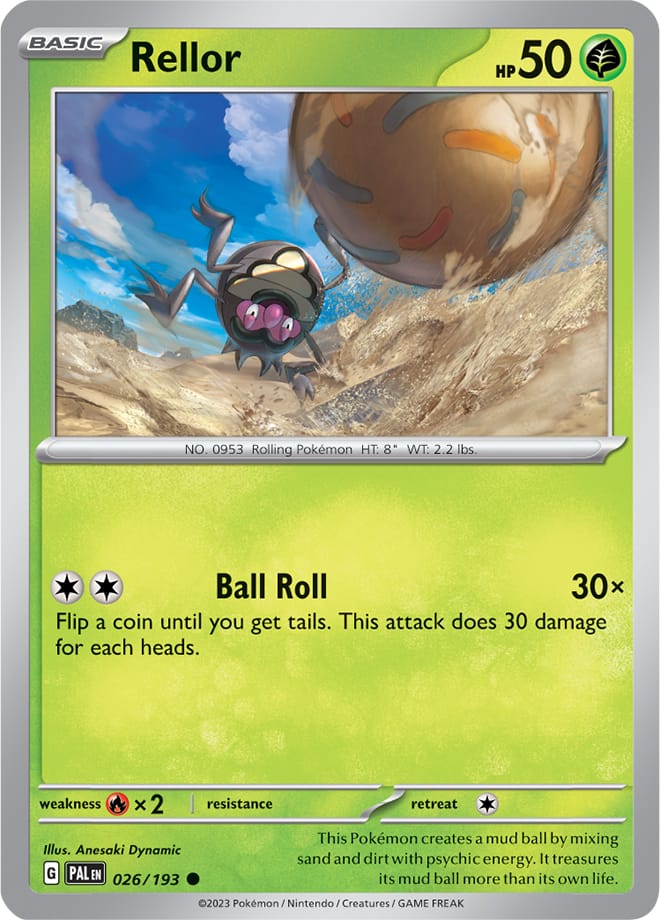 BASIC Rellor HP 50
NO. 0953 Rolling Pokémon HT: 8" WT: 2.2 lbs.
Ball Roll 30×
Flip a coin until you get tails. This attack does 30 damage
for each heads.
weakness ×2 resistance retreat
Illus. Anesaki Dynamic
G PAL EN 026/193
This Pokémon creates a mud ball by mixing
sand and dirt with psychic energy. It treasures
its mud ball more than its own life.
©2023 Pokémon / Nintendo / Creatures / GAME FREAK